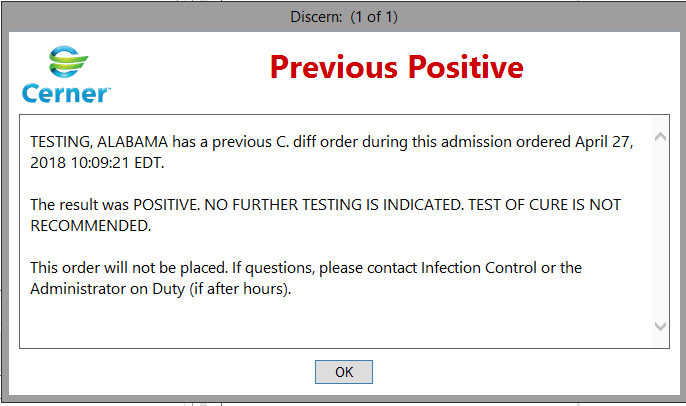 Discern: (1 of 1)
Cerner™
Previous Positive
TESTING, ALABAMA has a previous C. diff order during this admission ordered April 27,
2018 10:09:21 EDT.
The result was POSITIVE. NO FURTHER TESTING IS INDICATED. TEST OF CURE IS NOT
RECOMMENDED.
This order will not be placed. If questions, please contact Infection Control or the
Administrator on Duty (if after hours).
OK